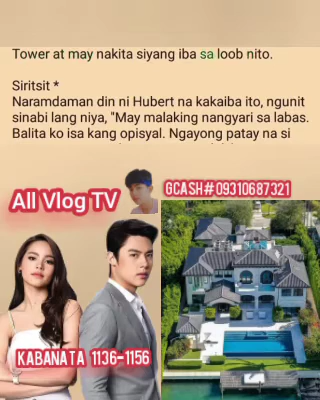 Tower at may nakita siyang iba sa loob nito.
Siritsit *
Naramdaman din ni Hubert na kakaiba ito, ngunit
sinabi lang niya, "May malaking nangyari sa labas.
Balita ko isa kang opisyal. Ngayong patay na si
All Vlog TV
GCASH#09310687321
KABANATA 1136-1156